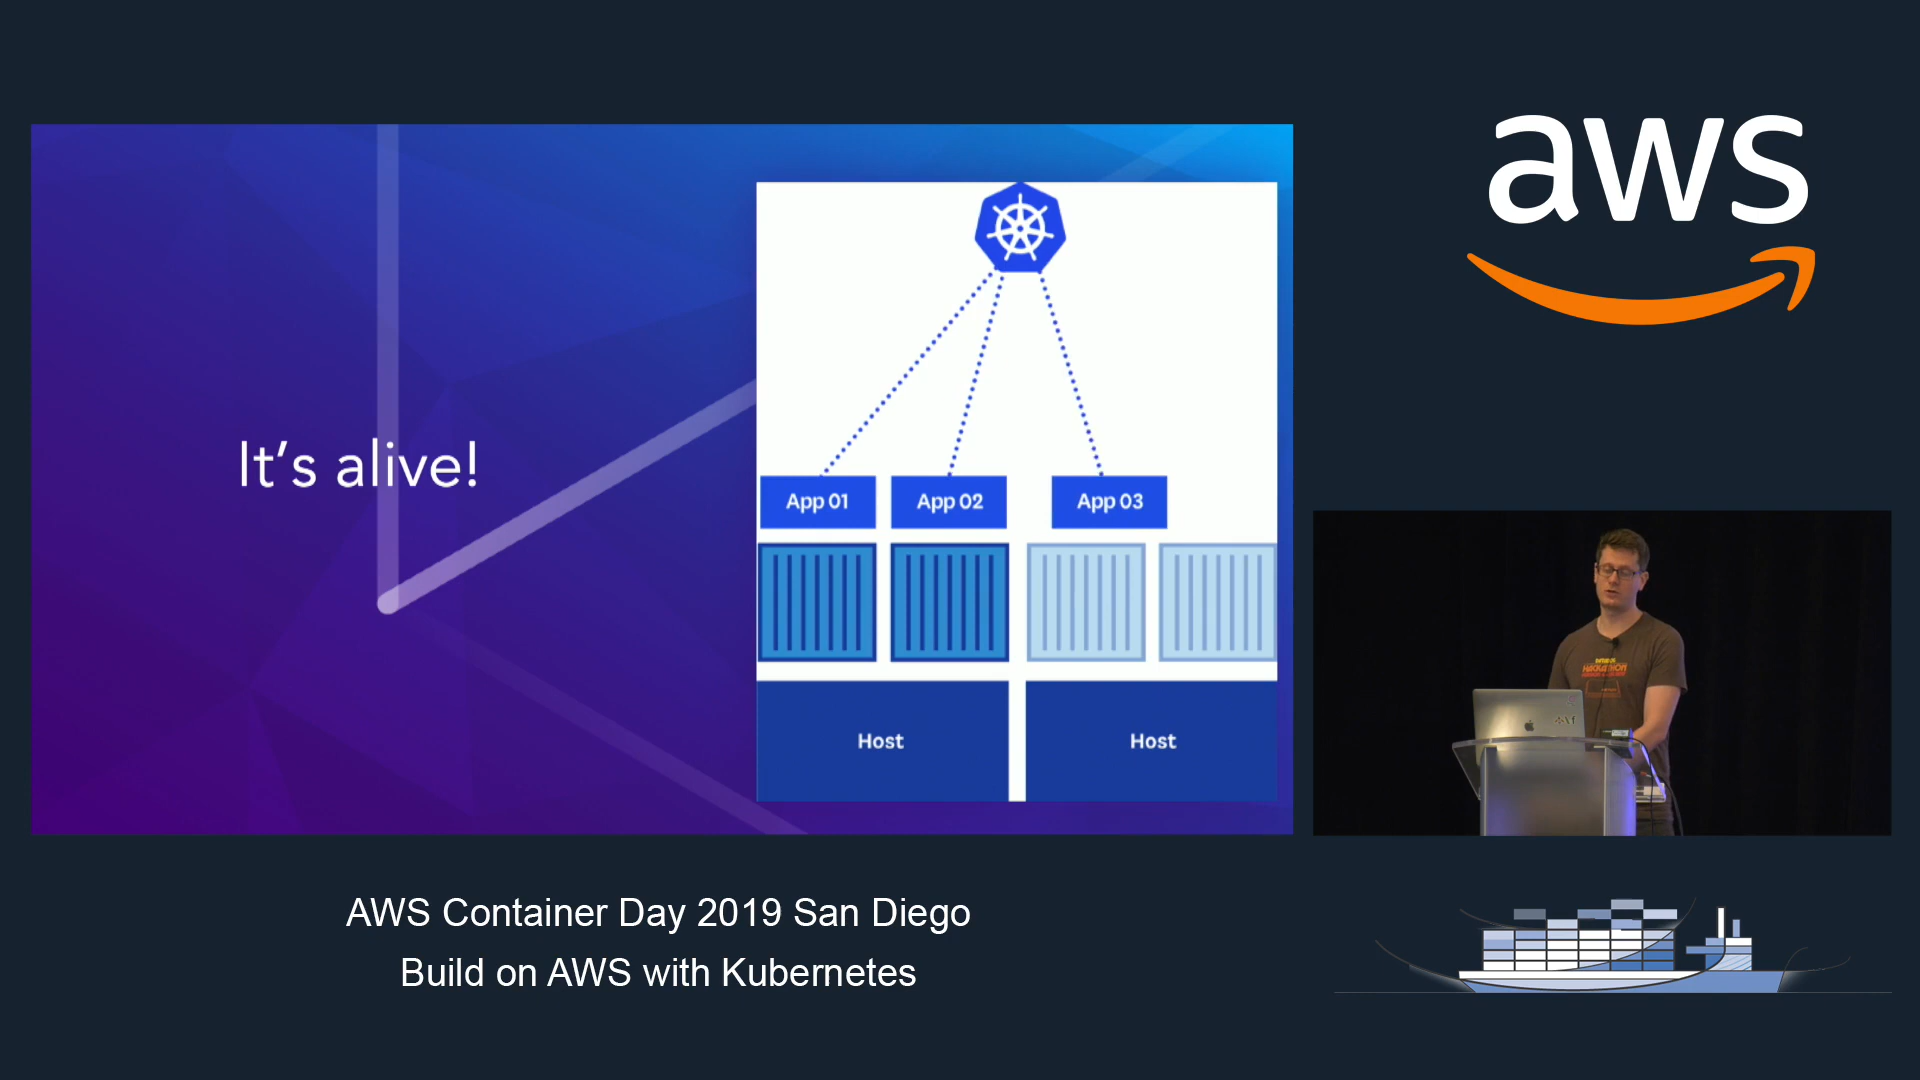 aws
It's alive!
App 01
App 02
App 03
Host
Host
HACKATHON
AWS Container Day 2019 San Diego
Build on AWS with Kubernetes